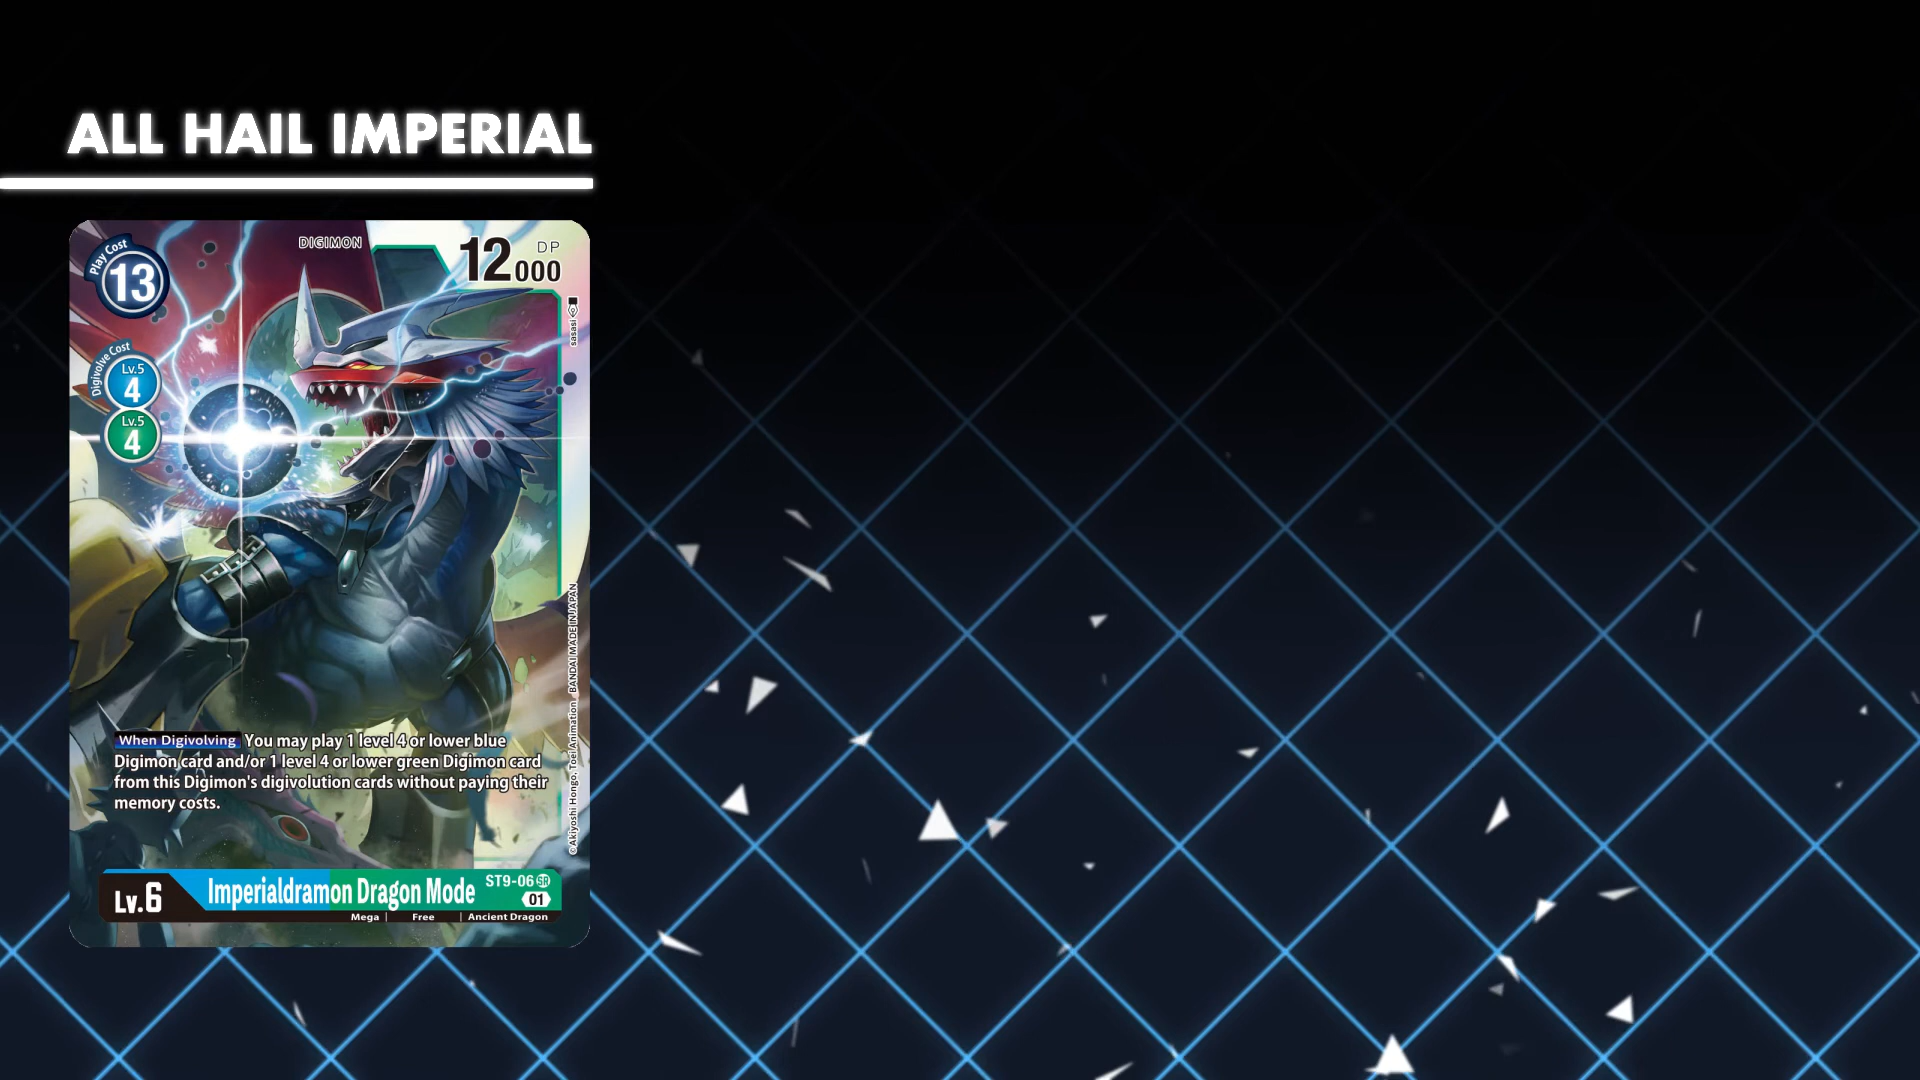 ALL HAIL IMPERIAL
Play Cost
13
DIGIMON
12000
DP
Digivolve Cost
Lv.5
4
Lv.5
4
sasasi
©Akiyoshi Hongo, Toei Animation BANDAI MADE IN JAPAN
When Digivolving You may play 1 level 4 or lower blue
Digimon card and/or 1 level 4 or lower green Digimon card
from this Digimon's digivolution cards without paying their
memory costs.
Lv.6
Imperialdramon Dragon Mode
ST9-06 SR
01
Mega | Free | Ancient Dragon